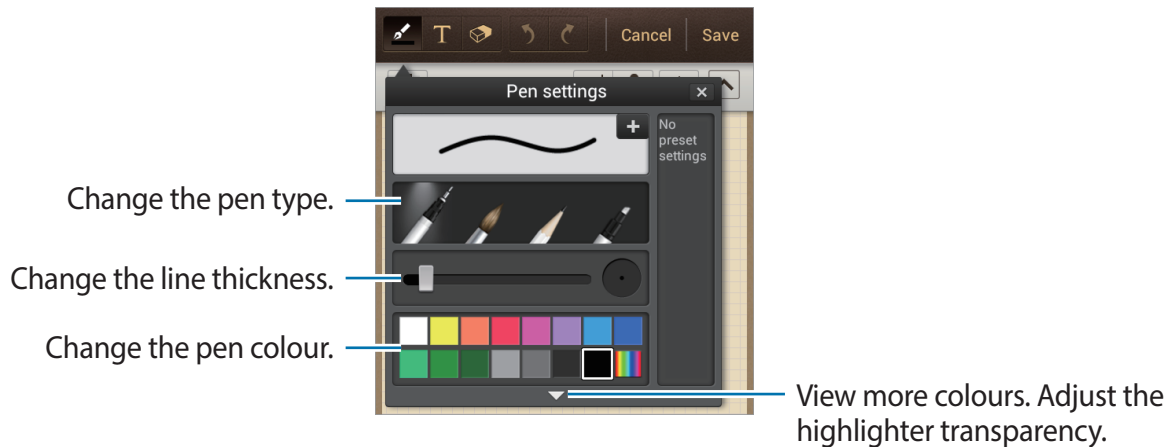 T
Cancel
Save
Pen settings
No
preset
settings
Change the pen type.
Change the line thickness.
Change the pen colour.
View more colours. Adjust the
highlighter transparency.